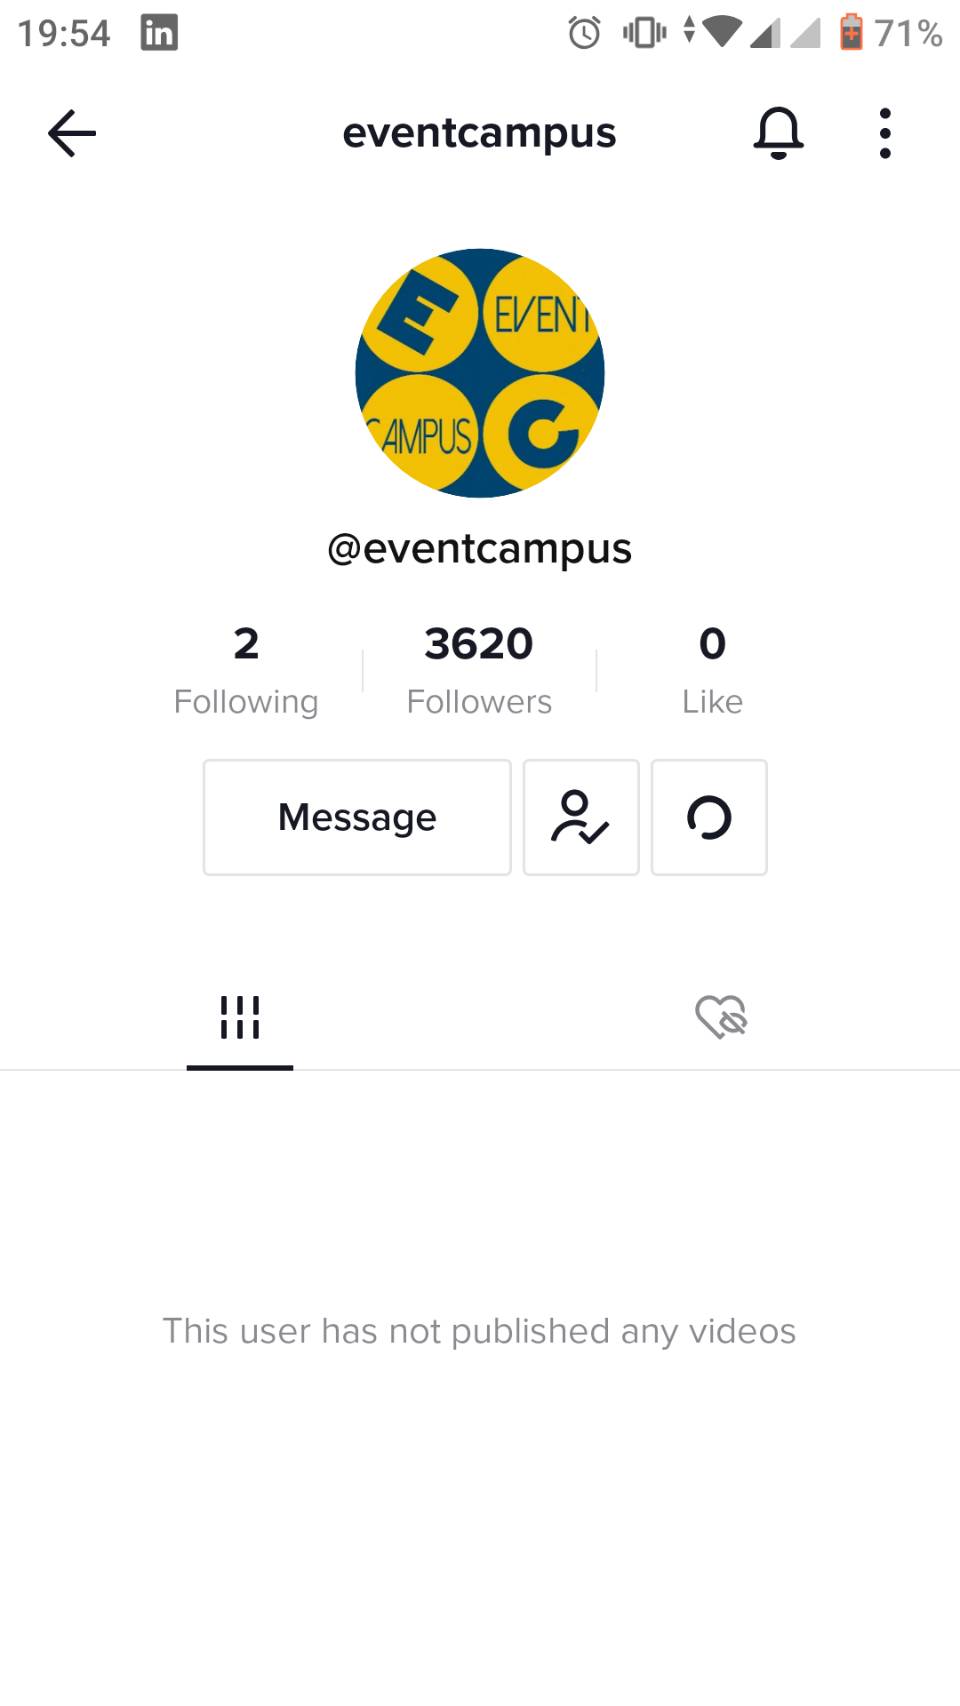 19:54 in 71%
eventcampus
E EVENT
CAMPUS C
@eventcampus
2 3620 0
Following Followers Like
Message
This user has not published any videos